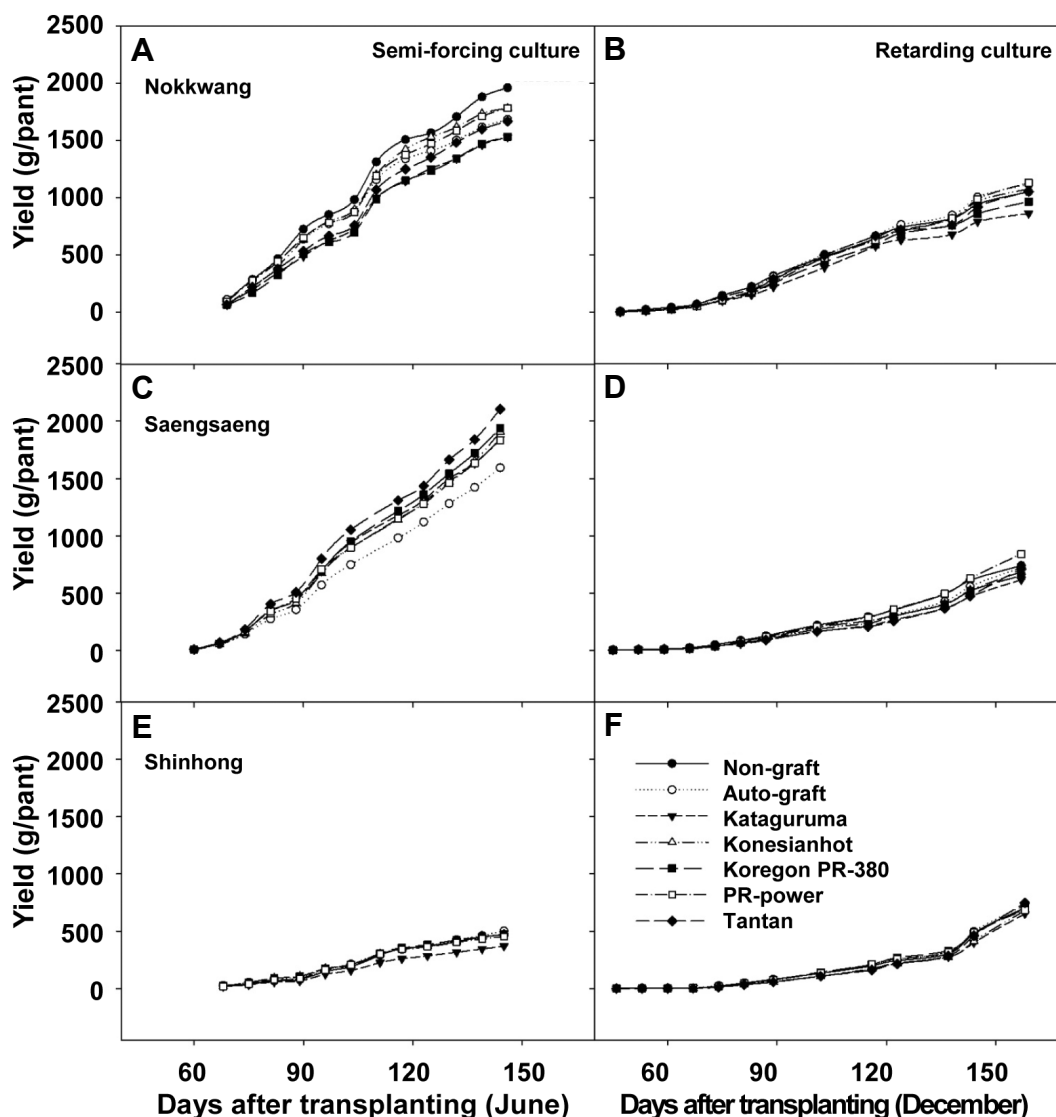 A
Semi-forcing culture
B
Retarding culture
Nokkwang
Yield (g/pant)
2500
2000
1500
1000
500
0
C
D
Saengsaeng
Yield (g/pant)
2500
2000
1500
1000
500
0
E
F
Shinhong
Yield (g/pant)
2500
2000
1500
1000
500
0
Non-graft
Auto-graft
Kataguruma
Konesianhot
Koregon PR-380
PR-power
Tantan
60 90 120 150
60 90 120 150
Days after transplanting (June)
Days after transplanting (December)